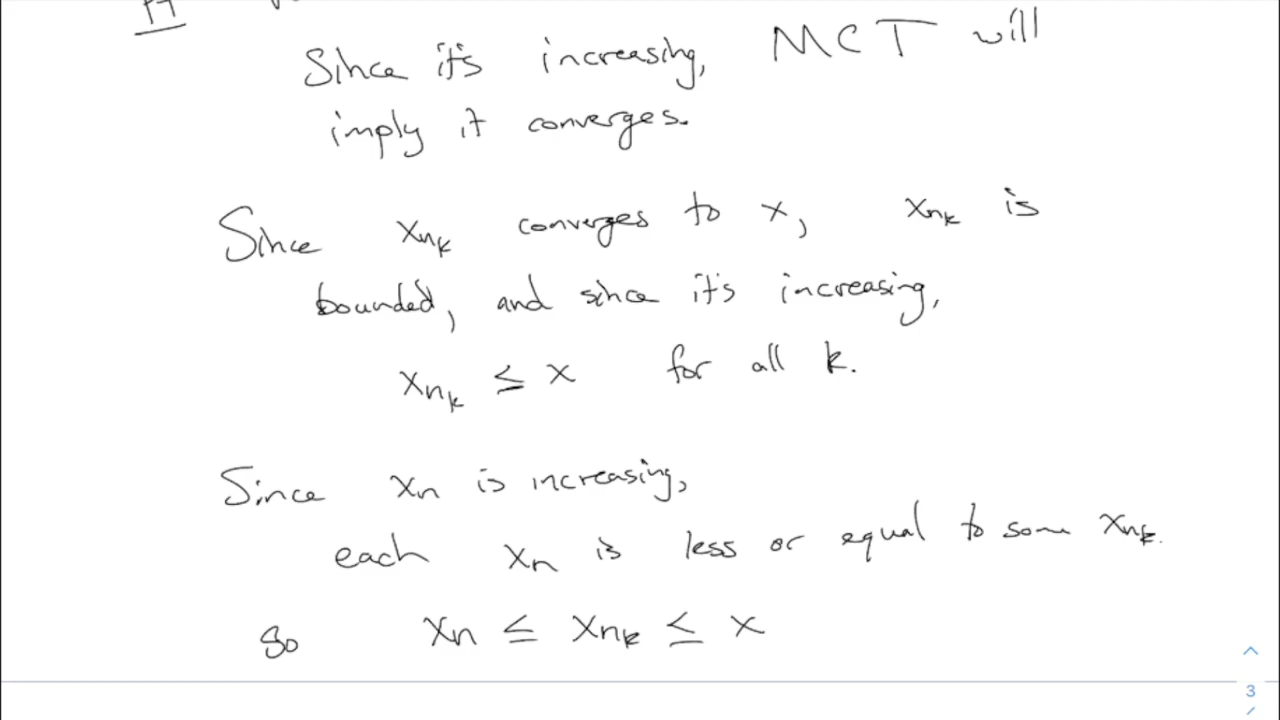 Pf
Since it's increasing, MCT will
imply it converges.
Since xₙₖ converges to x, xₙₖ is
bounded, and since it's increasing,
xₙₖ ≤ x for all k.
Since xₙ is increasing,
each xₙ is less or equal to some xₙₖ.
So xₙ ≤ xₙₖ ≤ x
3